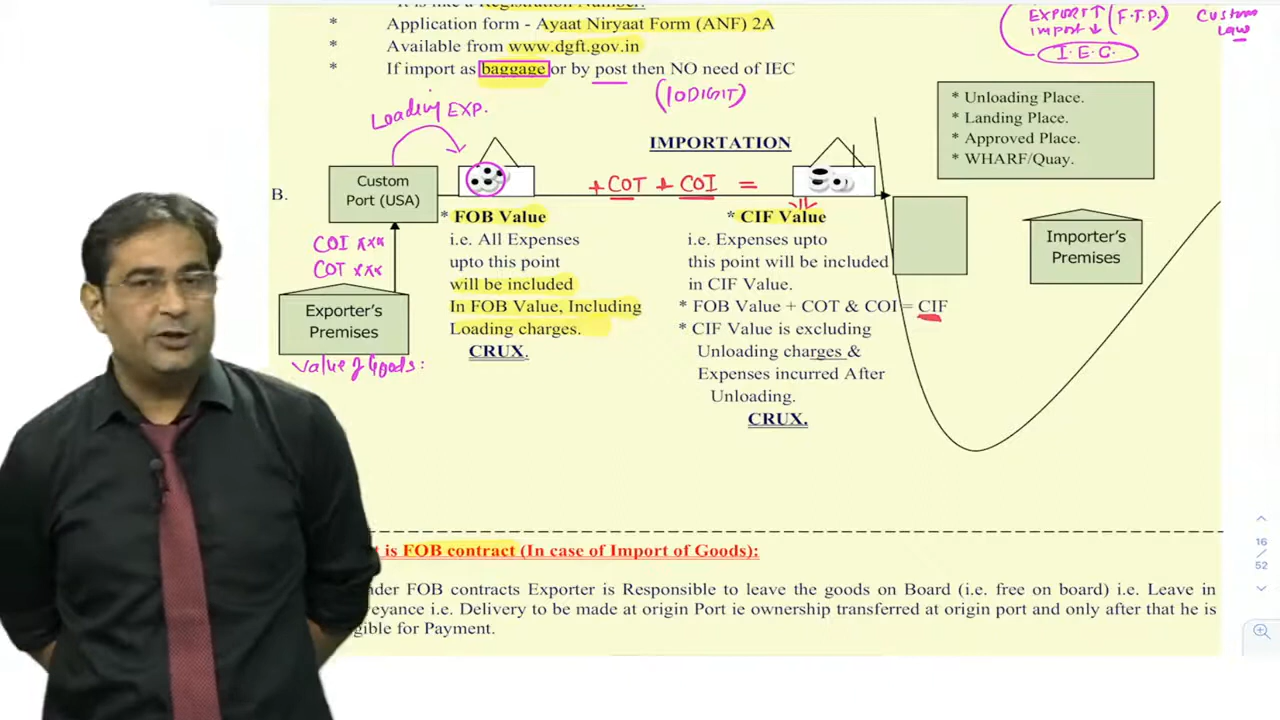 It is like a Registration Number.
* Application form - Ayaat Niryaat Form (ANF) 2A
* Available from www.dgft.gov.in
* If import as baggage or by post then NO need of IEC
(10 DIGIT)
EXPORT↑ (F.T.P.)
Import↓
I.E.C.
Custom
Law
* Unloading Place.
* Landing Place.
* Approved Place.
* WHARF/Quay.
Loading EXP.
IMPORTATION
B.
Custom
Port (USA)
+COT + COI =
* FOB Value
i.e. All Expenses
upto this point
will be included
In FOB Value, Including
Loading charges.
CRUX.
* CIF Value
i.e. Expenses upto
this point will be included
in CIF Value.
* FOB Value + COT & COI = CIF
* CIF Value is excluding
Unloading charges &
Expenses incurred After
Unloading.
CRUX.
Importer's
Premises
COI xxx
COT xxx
Exporter's
Premises
Value of Goods:
is FOB contract (In case of Import of Goods):
FOB contracts Exporter is Responsible to leave the goods on Board (i.e. free on board) i.e. Leave in
i.e. Delivery to be made at origin Port ie ownership transferred at origin port and only after that he is
for Payment.
16
/
52